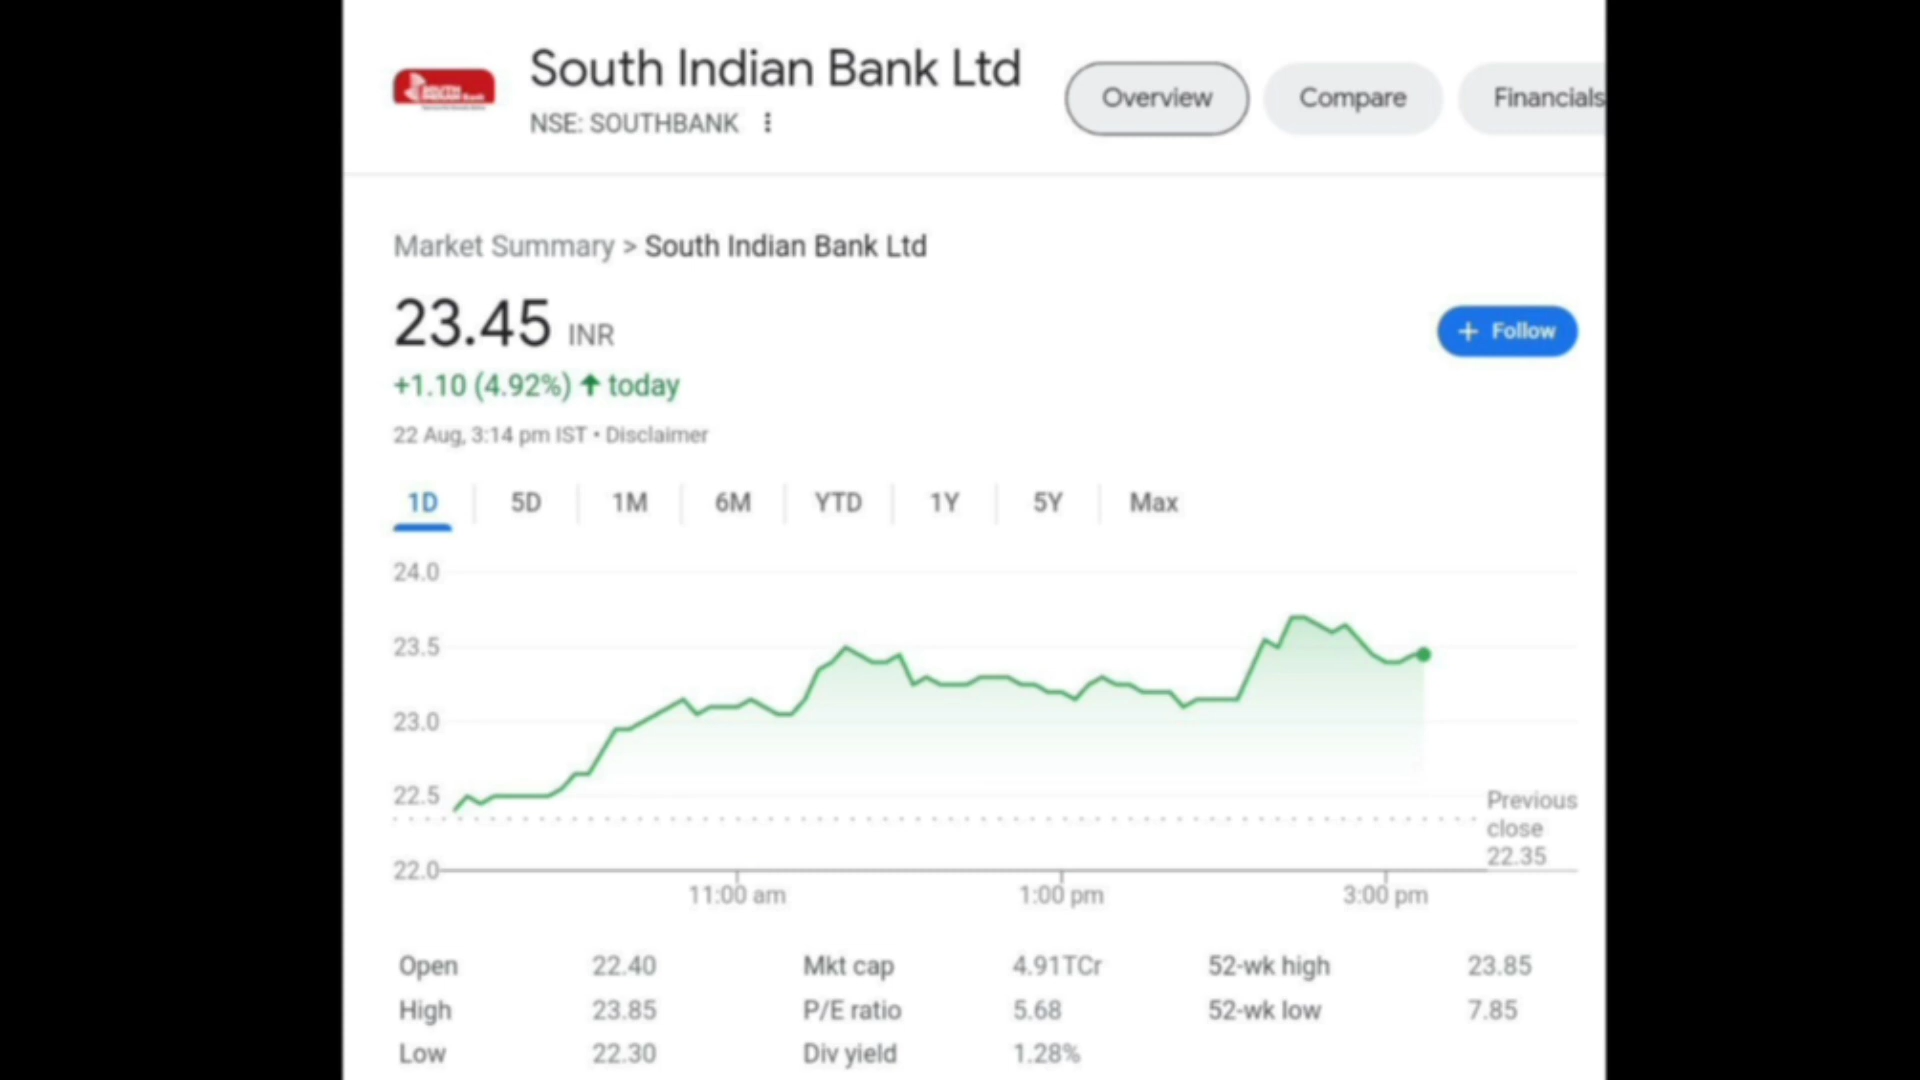 South Indian Bank Ltd
NSE: SOUTHBANK
Overview
Compare
Financials
SOUTH
INDIAN Bank
Market Summary > South Indian Bank Ltd
23.45 INR
+ Follow
+1.10 (4.92%) ↑ today
22 Aug, 3:14 pm IST • Disclaimer
1D 5D 1M 6M YTD 1Y 5Y Max
24.0
23.5
23.0
22.5
22.0
Previous
close
22.35
11:00 am 1:00 pm 3:00 pm
Open 22.40 Mkt cap 4.91TCr 52-wk high 23.85
High 23.85 P/E ratio 5.68 52-wk low 7.85
Low 22.30 Div yield 1.28%